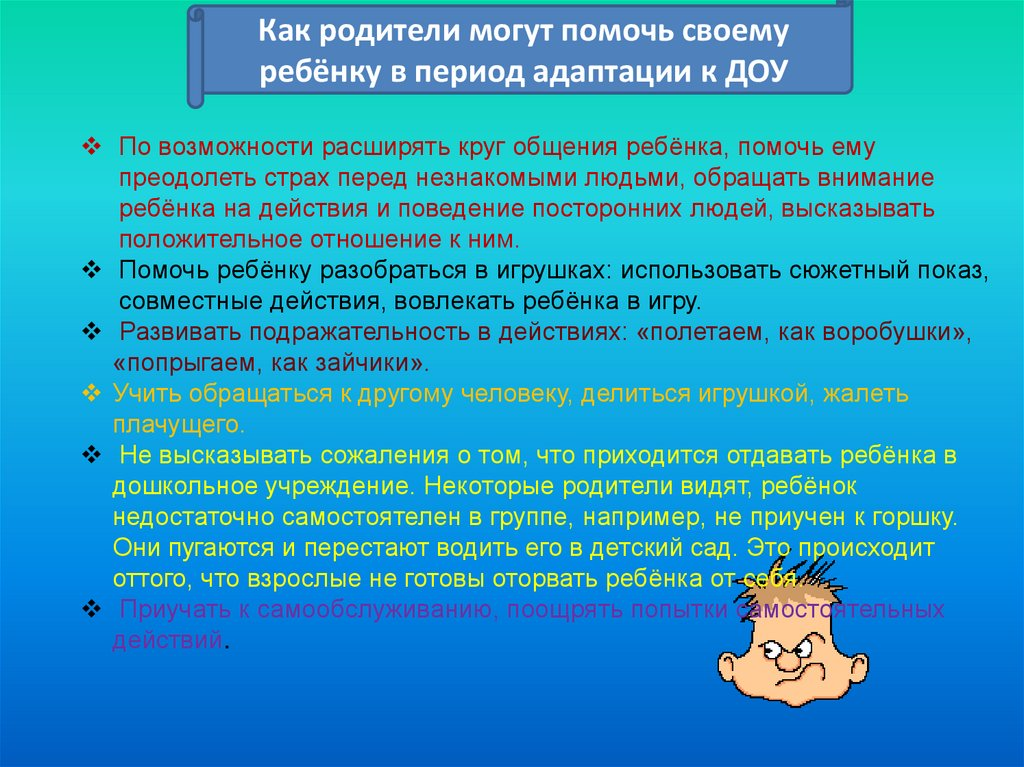 Как родители могут помочь своему
ребёнку в период адаптации к ДОУ
❖ По возможности расширять круг общения ребёнка, помочь ему
преодолеть страх перед незнакомыми людьми, обращать внимание
ребёнка на действия и поведение посторонних людей, высказывать
положительное отношение к ним.
❖ Помочь ребёнку разобраться в игрушках: использовать сюжетный показ,
совместные действия, вовлекать ребёнка в игру.
❖ Развивать подражательность в действиях: «полетаем, как воробушки»,
«попрыгаем, как зайчики».
❖ Учить обращаться к другому человеку, делиться игрушкой, жалеть
плачущего.
❖ Не высказывать сожаления о том, что приходится отдавать ребёнка в
дошкольное учреждение. Некоторые родители видят, ребёнок
недостаточно самостоятелен в группе, например, не приучен к горшку.
Они пугаются и перестают водить его в детский сад. Это происходит
оттого, что взрослые не готовы оторвать ребёнка от себя.
❖ Приучать к самообслуживанию, поощрять попытки самостоятельных
действий.